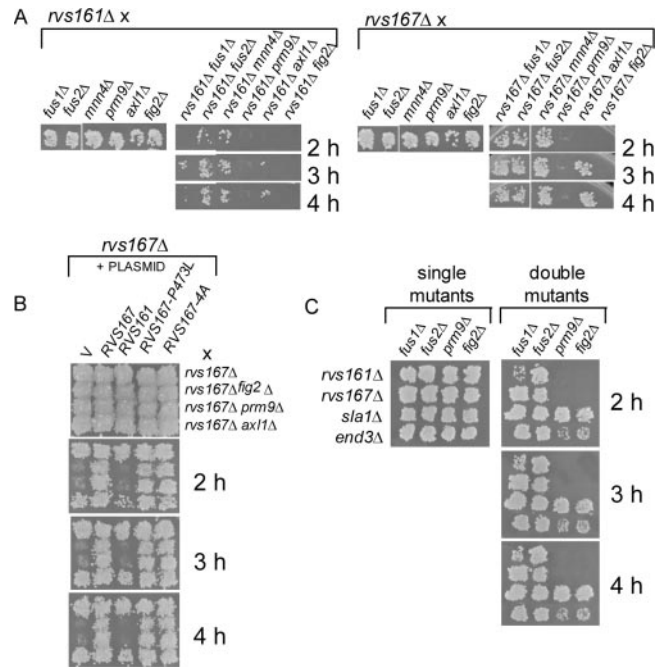 A
rvs161Δ x
rvs167Δ x
fus1Δ
fus2Δ
mnn4Δ
prm9Δ
axl1Δ
fig2Δ
rvs161Δ fus1Δ
rvs161Δ fus2Δ
rvs161Δ mnn4Δ
rvs161Δ prm9Δ
rvs161Δ axl1Δ
rvs161Δ fig2Δ
fus1Δ
fus2Δ
mnn4Δ
prm9Δ
axl1Δ
fig2Δ
rvs167Δ fus1Δ
rvs167Δ fus2Δ
rvs167Δ mnn4Δ
rvs167Δ prm9Δ
rvs167Δ axl1Δ
rvs167Δ fig2Δ
2 h
3 h
4 h
2 h
3 h
4 h
B
rvs167Δ
+ PLASMID
V
RVS167
RVS161
RVS167-P473L
RVS167-4A
x
rvs167Δ
rvs167Δfig2 Δ
rvs167Δ prm9Δ
rvs167Δ axl1Δ
2 h
3 h
4 h
C
single
mutants
double
mutants
fus1Δ
fus2Δ
prm9Δ
fig2Δ
fus1Δ
fus2Δ
prm9Δ
fig2Δ
rvs161Δ
rvs167Δ
sla1Δ
end3Δ
2 h
3 h
4 h